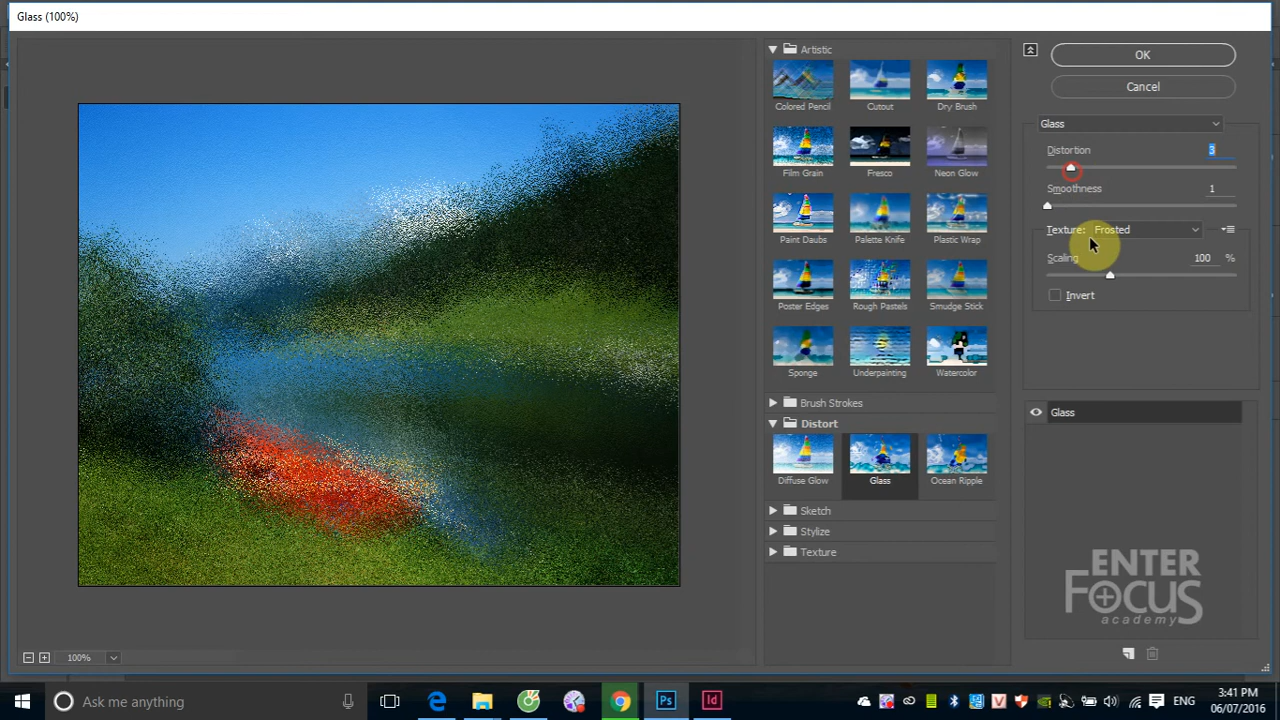 Glass (100%)
Artistic
Colored Pencil
Cutout
Dry Brush
Film Grain
Fresco
Neon Glow
Paint Daubs
Palette Knife
Plastic Wrap
Poster Edges
Rough Pastels
Smudge Stick
Sponge
Underpainting
Watercolor
Brush Strokes
Distort
Diffuse Glow
Glass
Ocean Ripple
Sketch
Stylize
Texture
OK
Cancel
Glass
Distortion 3
Smoothness 1
Texture: Frosted
Scaling 100 %
Invert
Glass
ENTER
FOCUS
academy
100%
Ask me anything
Ps
Id
ENG
3:41 PM
06/07/2016